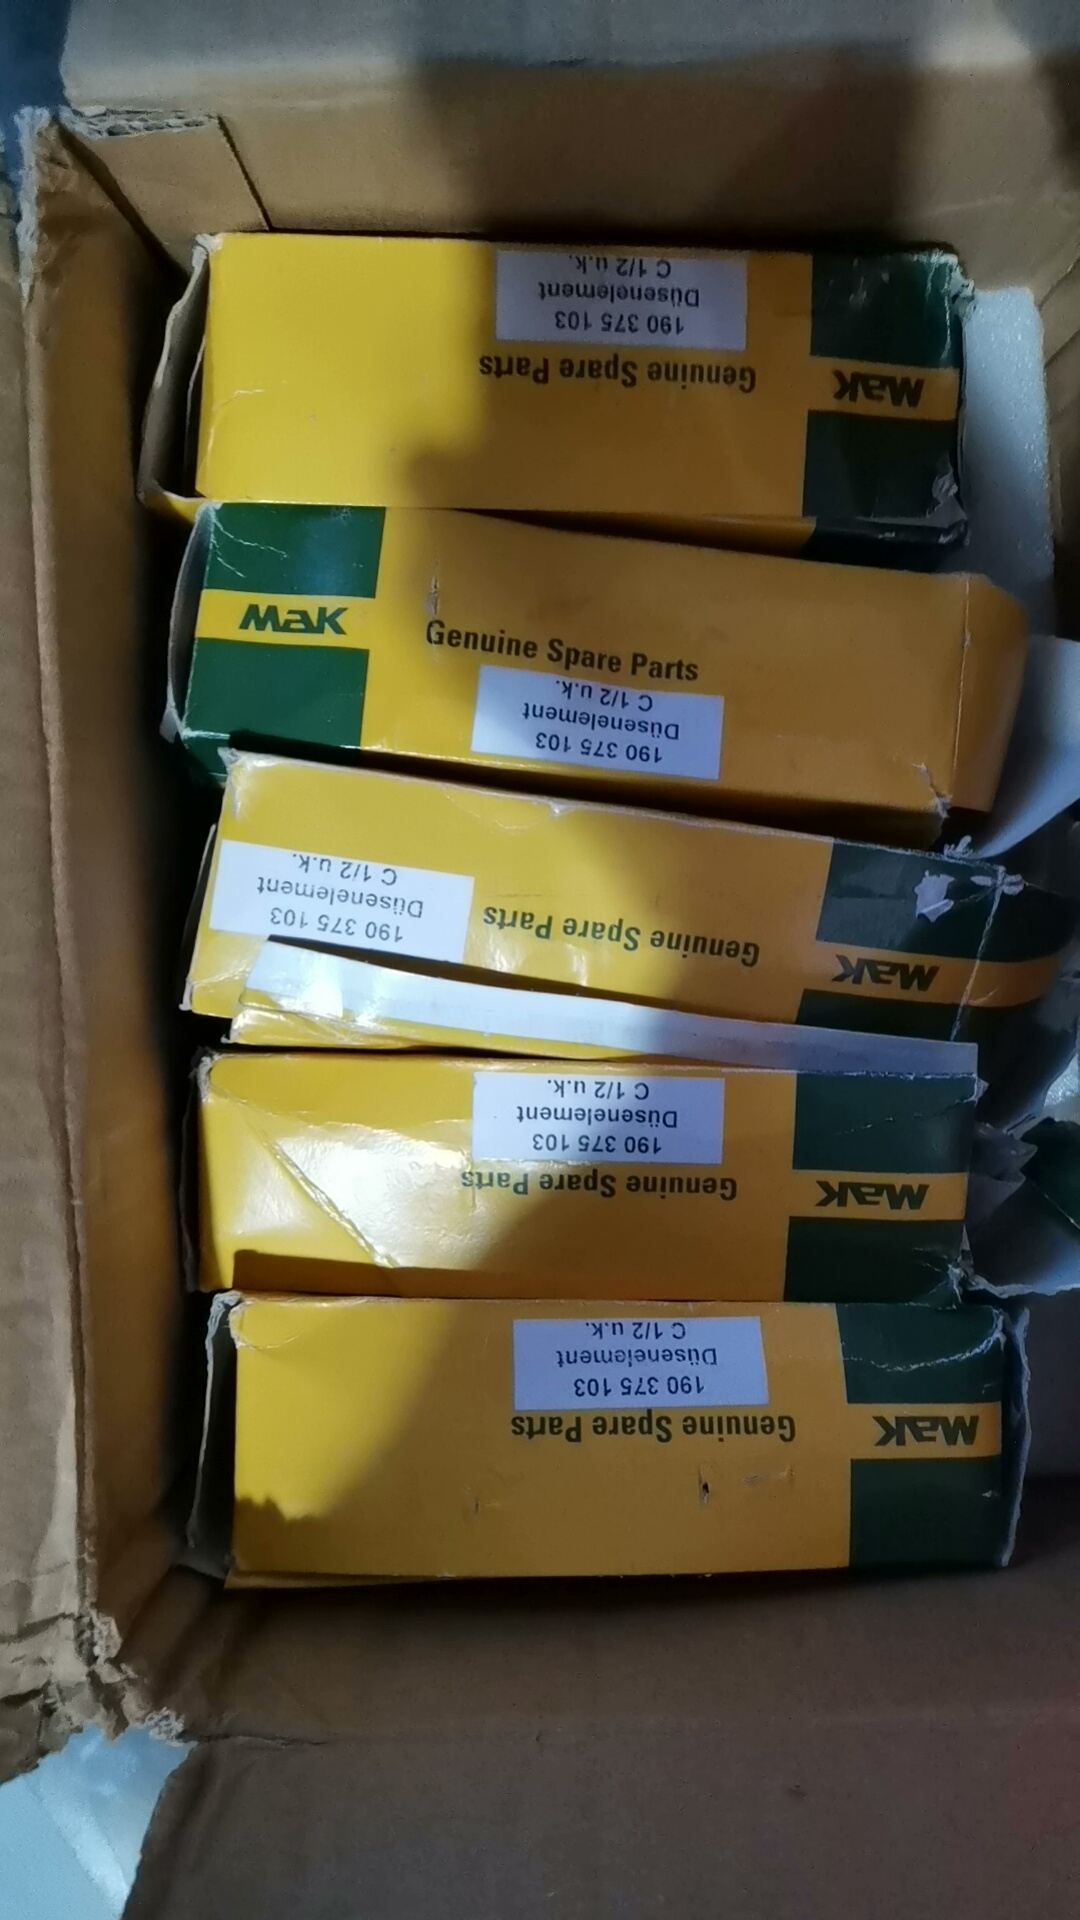 190 375 103
Düsenelement
C 1/2 u.k.
Genuine Spare Parts
MaK
MaK
Genuine Spare Parts
190 375 103
Düsenelement
C 1/2 u.k.
190 375 103
Düsenelement
C 1/2 u.k.
Genuine Spare Parts
MaK
190 375 103
Düsenelement
C 1/2 u.k.
Genuine Spare Parts
MaK
190 375 103
Düsenelement
C 1/2 u.k.
Genuine Spare Parts
MaK